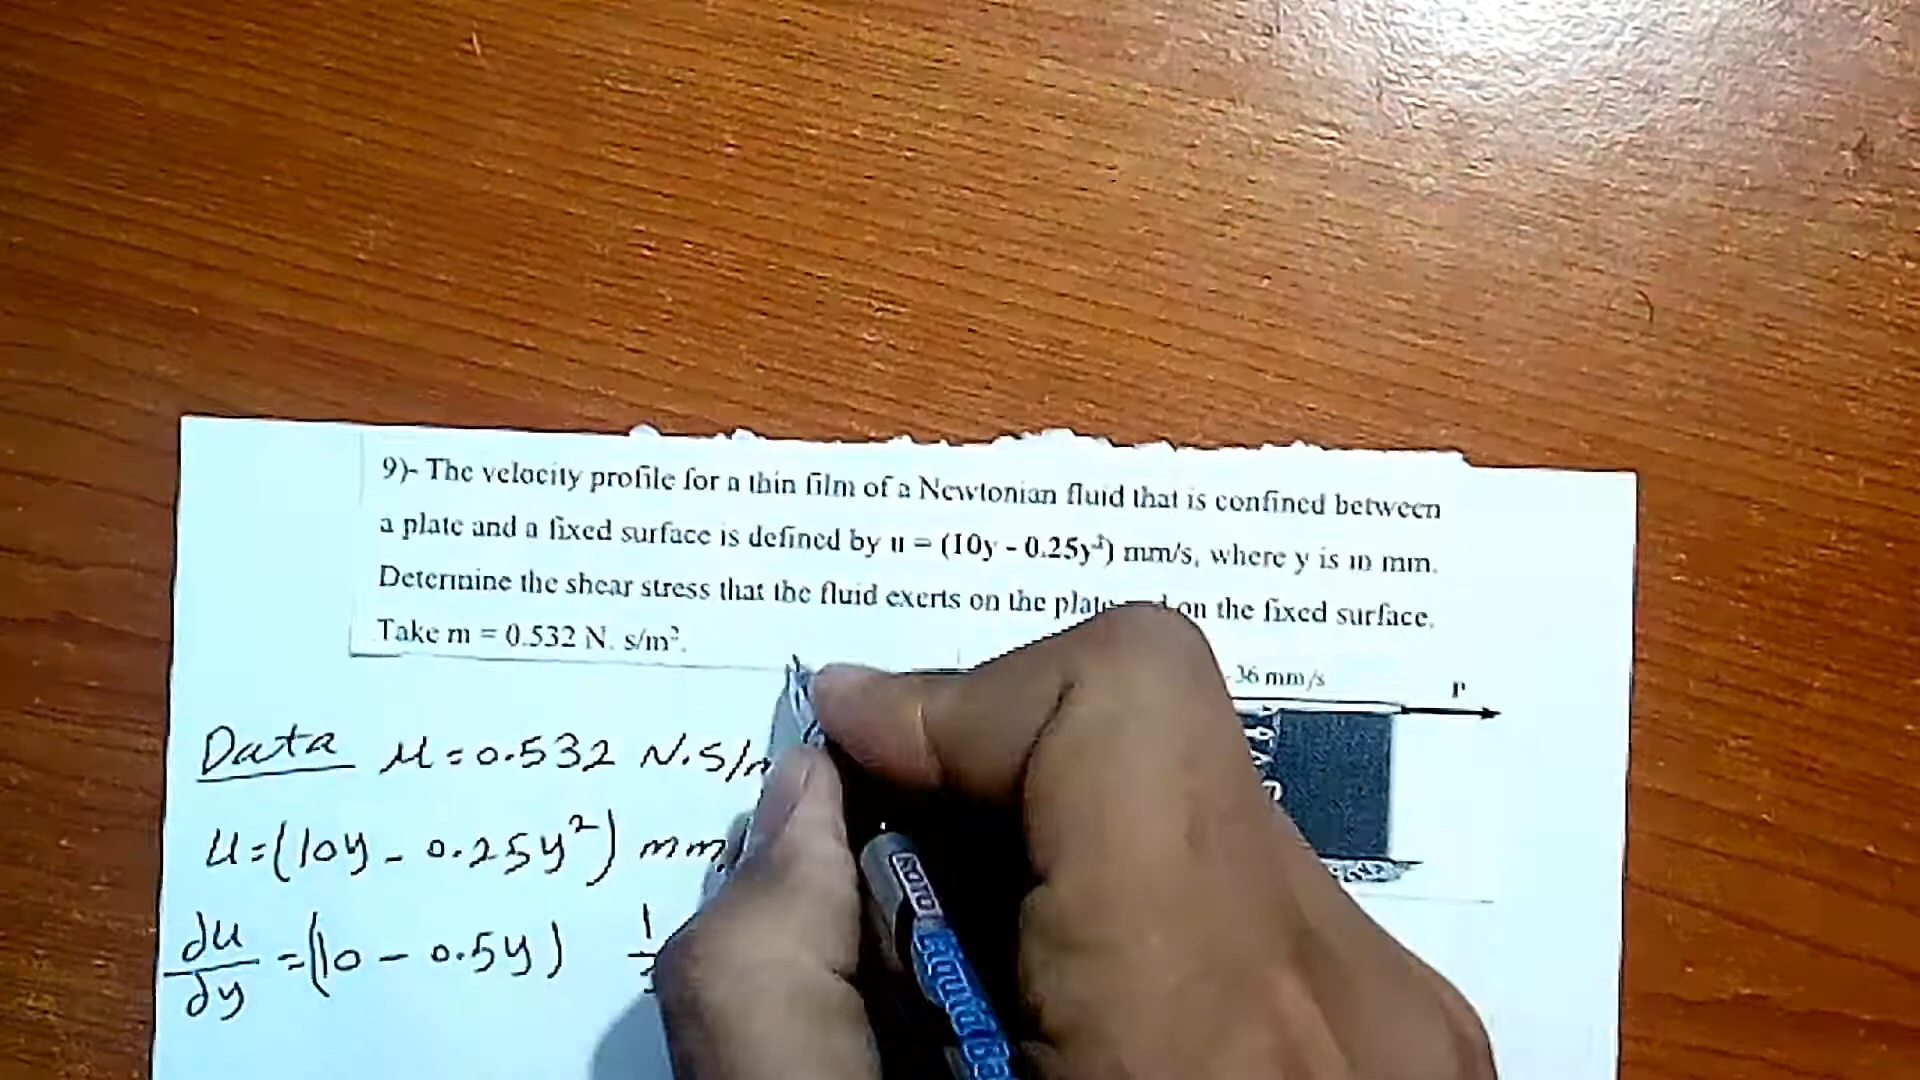 9)- The velocity profile for a thin film of a Newtonian fluid that is confined between
a plate and a fixed surface is defined by u = (10y - 0.25y²) mm/s, where y is in mm.
Determine the shear stress that the fluid exerts on the plate on the fixed surface.
Take m = 0.532 N. s/m².
36 mm/s P
Data μ = 0.532 N.S/
u = (10y - 0.25y²) mm/
du/dy = (10 - 0.5y) 1